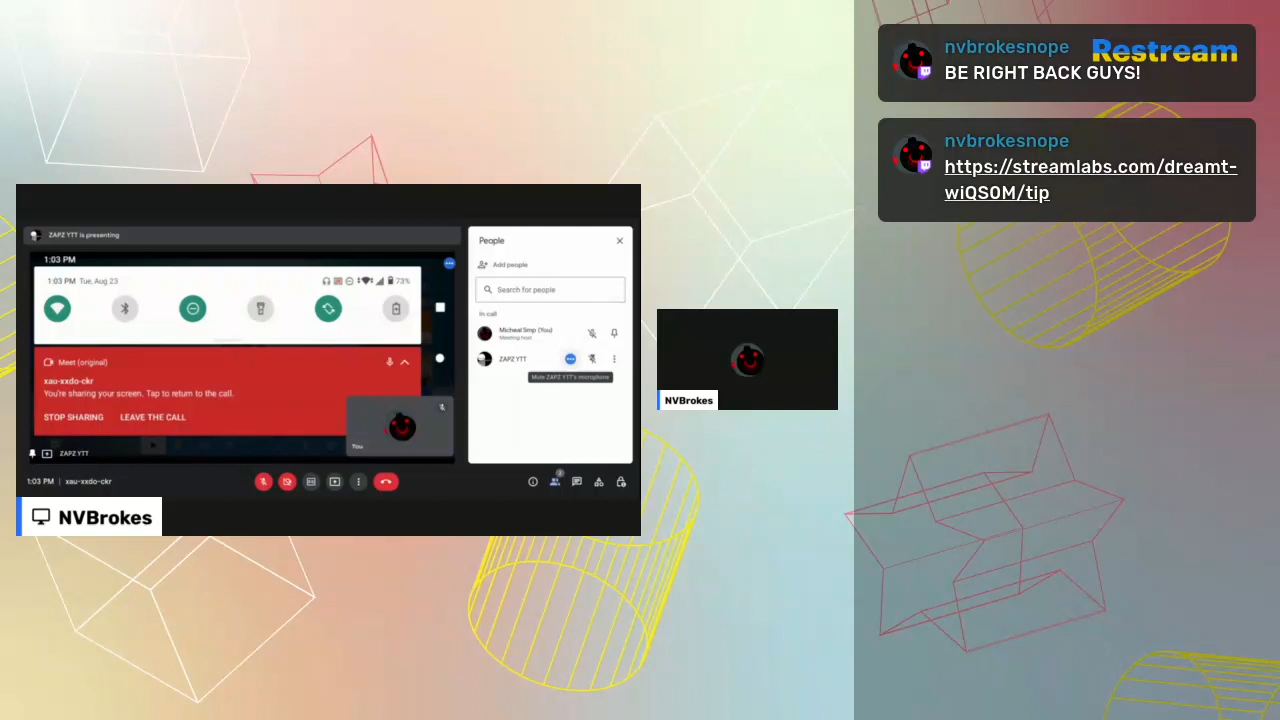 nvbrokesnope
Restream
BE RIGHT BACK GUYS!
nvbrokesnope
https://streamlabs.com/dreamt-
wiQS0M/tip
ZAPZ YTT is presenting
1:03 PM
1:03 PM Tue, Aug 23
73%
Meet (original)
xau-xxdo-ckr
You're sharing your screen. Tap to return to the call.
STOP SHARING LEAVE THE CALL
You
ZAPZ YTT
1:03 PM | xau-xxdo-ckr
People
Add people
Search for people
In call
Micheal Smp (You)
Meeting host
ZAPZ YTT
Mute ZAPZ YTT's microphone
2
NVBrokes
NVBrokes